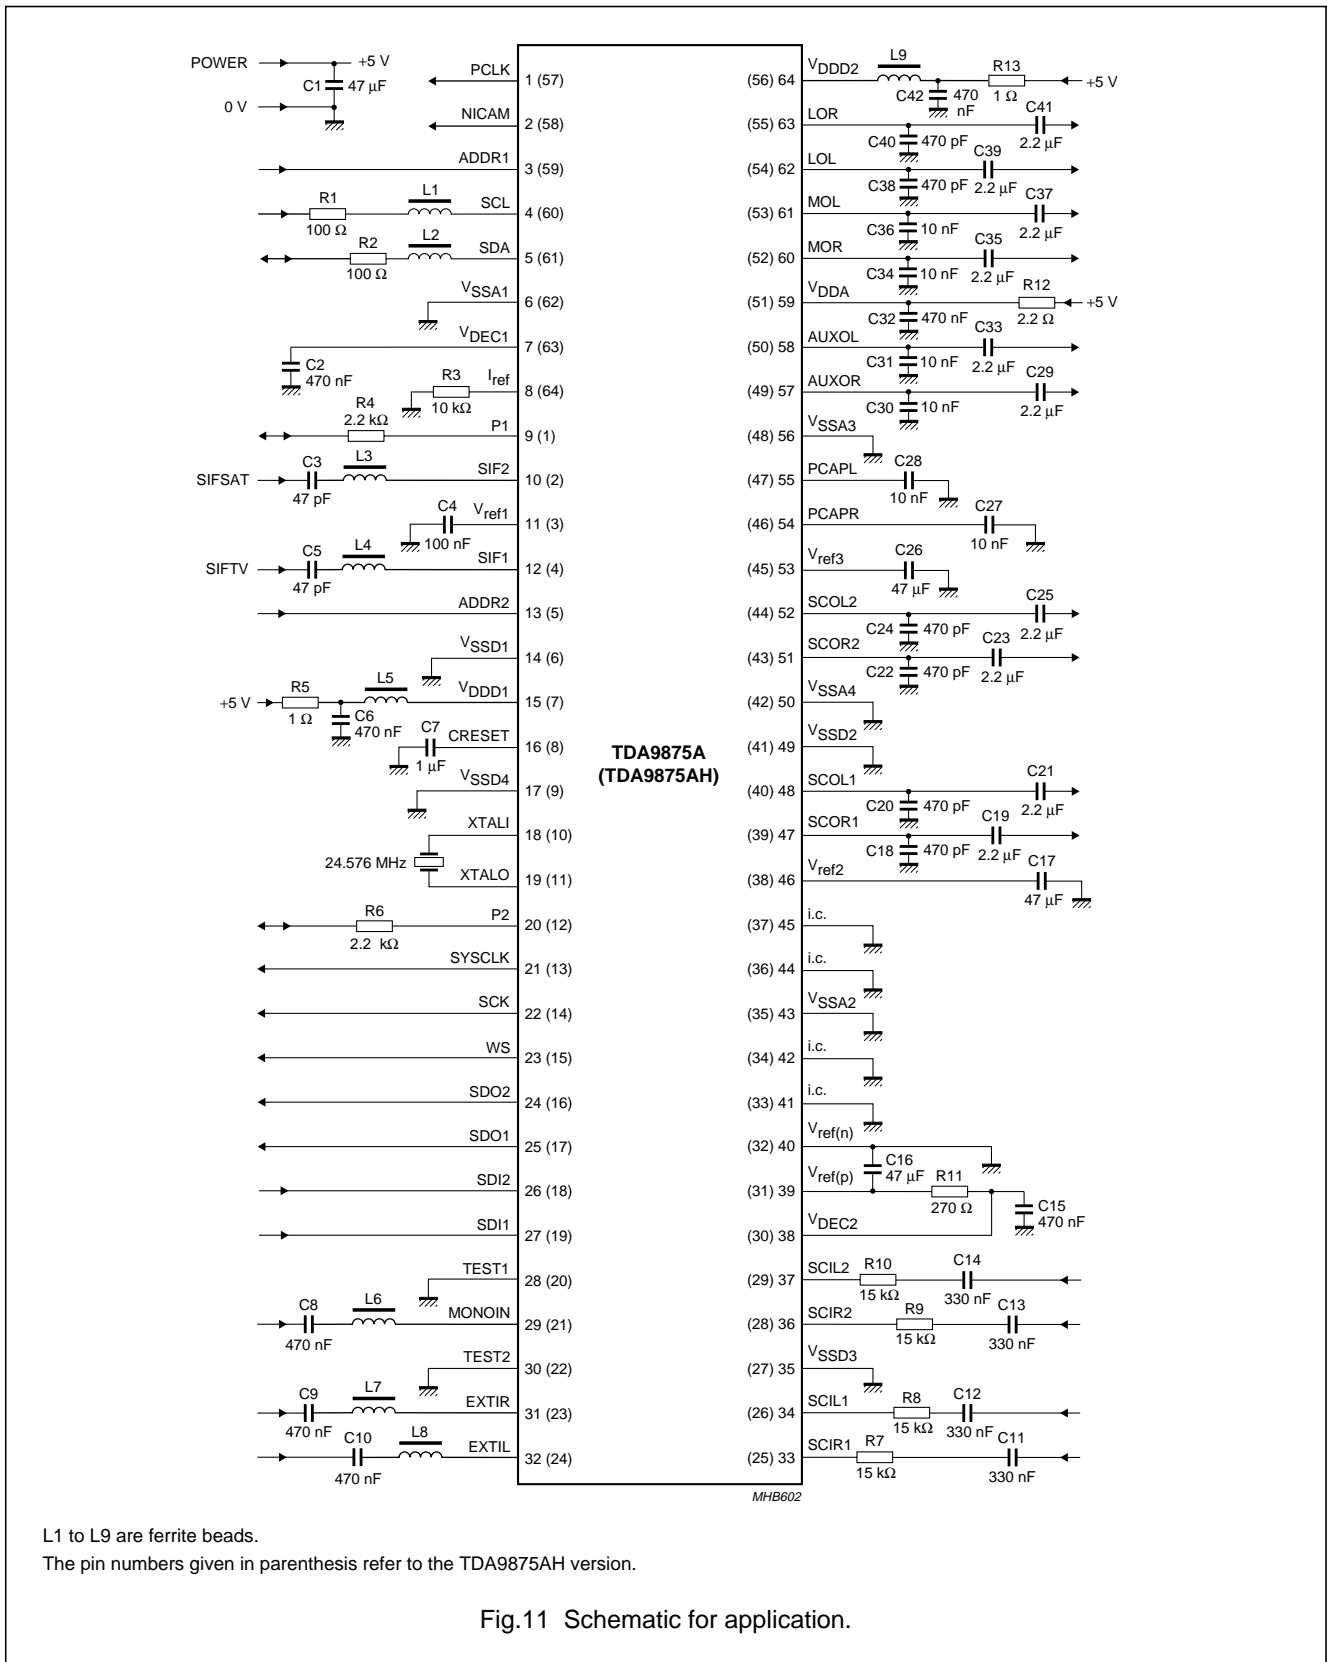 POWER
+5 V
C1
47 μF
0 V
PCLK
1 (57)
NICAM
2 (58)
ADDR1
3 (59)
R1
100 Ω
L1
SCL
4 (60)
R2
100 Ω
L2
SDA
5 (61)
VSSA1
6 (62)
VDEC1
7 (63)
C2
470 nF
R3
10 kΩ
Iref
8 (64)
R4
2.2 kΩ
P1
9 (1)
SIFSAT
C3
47 pF
L3
SIF2
10 (2)
C4
100 nF
Vref1
11 (3)
SIFTV
C5
47 pF
L4
SIF1
12 (4)
ADDR2
13 (5)
VSSD1
14 (6)
+5 V
R5
1 Ω
L5
C6
470 nF
VDDD1
15 (7)
C7
1 μF
CRESET
16 (8)
VSSD4
17 (9)
XTALI
18 (10)
24.576 MHz
XTALO
19 (11)
R6
2.2 kΩ
P2
20 (12)
SYSCLK
21 (13)
SCK
22 (14)
WS
23 (15)
SDO2
24 (16)
SDO1
25 (17)
SDI2
26 (18)
SDI1
27 (19)
TEST1
28 (20)
C8
470 nF
L6
MONOIN
29 (21)
TEST2
30 (22)
C9
470 nF
L7
EXTIR
31 (23)
C10
470 nF
L8
EXTIL
32 (24)
TDA9875A
(TDA9875AH)
(56) 64
VDDD2
L9
C42
470
nF
R13
1 Ω
+5 V
(55) 63
LOR
C40
470 pF
C41
2.2 μF
(54) 62
LOL
C38
470 pF
C39
2.2 μF
(53) 61
MOL
C36
10 nF
C37
2.2 μF
(52) 60
MOR
C34
10 nF
C35
2.2 μF
(51) 59
VDDA
C32
470 nF
R12
2.2 Ω
+5 V
(50) 58
AUXOL
C31
10 nF
C33
2.2 μF
(49) 57
AUXOR
C30
10 nF
C29
2.2 μF
(48) 56
VSSA3
(47) 55
PCAPL
C28
10 nF
(46) 54
PCAPR
C27
10 nF
(45) 53
Vref3
C26
47 μF
(44) 52
SCOL2
C24
470 pF
C25
2.2 μF
(43) 51
SCOR2
C22
470 pF
C23
2.2 μF
(42) 50
VSSA4
(41) 49
VSSD2
(40) 48
SCOL1
C20
470 pF
C21
2.2 μF
(39) 47
SCOR1
C18
470 pF
C19
2.2 μF
(38) 46
Vref2
C17
47 μF
(37) 45
i.c.
(36) 44
i.c.
(35) 43
VSSA2
(34) 42
i.c.
(33) 41
i.c.
(32) 40
Vref(n)
C16
47 μF
(31) 39
Vref(p)
R11
270 Ω
C15
470 nF
(30) 38
VDEC2
(29) 37
SCIL2
R10
15 kΩ
C14
330 nF
(28) 36
SCIR2
R9
15 kΩ
C13
330 nF
(27) 35
VSSD3
(26) 34
SCIL1
R8
15 kΩ
C12
330 nF
(25) 33
SCIR1
R7
15 kΩ
C11
330 nF
MHB602
L1 to L9 are ferrite beads.
The pin numbers given in parenthesis refer to the TDA9875AH version.
Fig.11 Schematic for application.